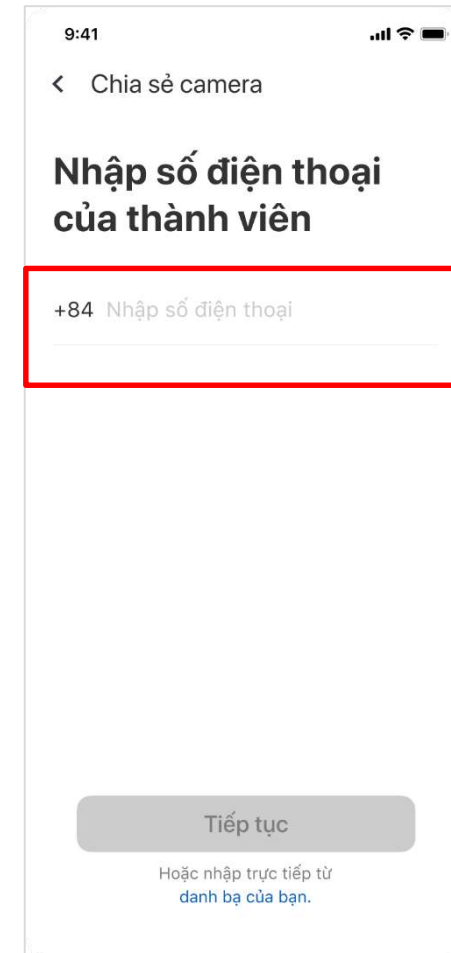 9:41
Chia sẻ camera
Nhập số điện thoại
của thành viên
+84 Nhập số điện thoại
Tiếp tục
Hoặc nhập trực tiếp từ
danh bạ của bạn.